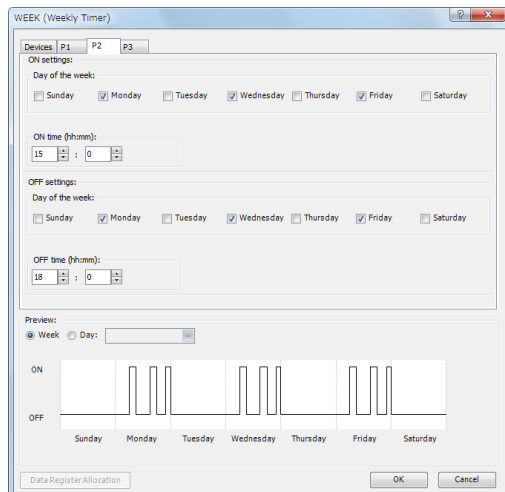 WEEK (Weekly Timer)
Devices P1 P2 P3
ON settings:
Day of the week:
Sunday Monday Tuesday Wednesday Thursday Friday Saturday
ON time (hh:mm):
15 : 0
OFF settings:
Day of the week:
Sunday Monday Tuesday Wednesday Thursday Friday Saturday
OFF time (hh:mm):
18 : 0
Preview:
Week Day:
ON
OFF
Sunday Monday Tuesday Wednesday Thursday Friday Saturday
Data Register Allocation OK Cancel